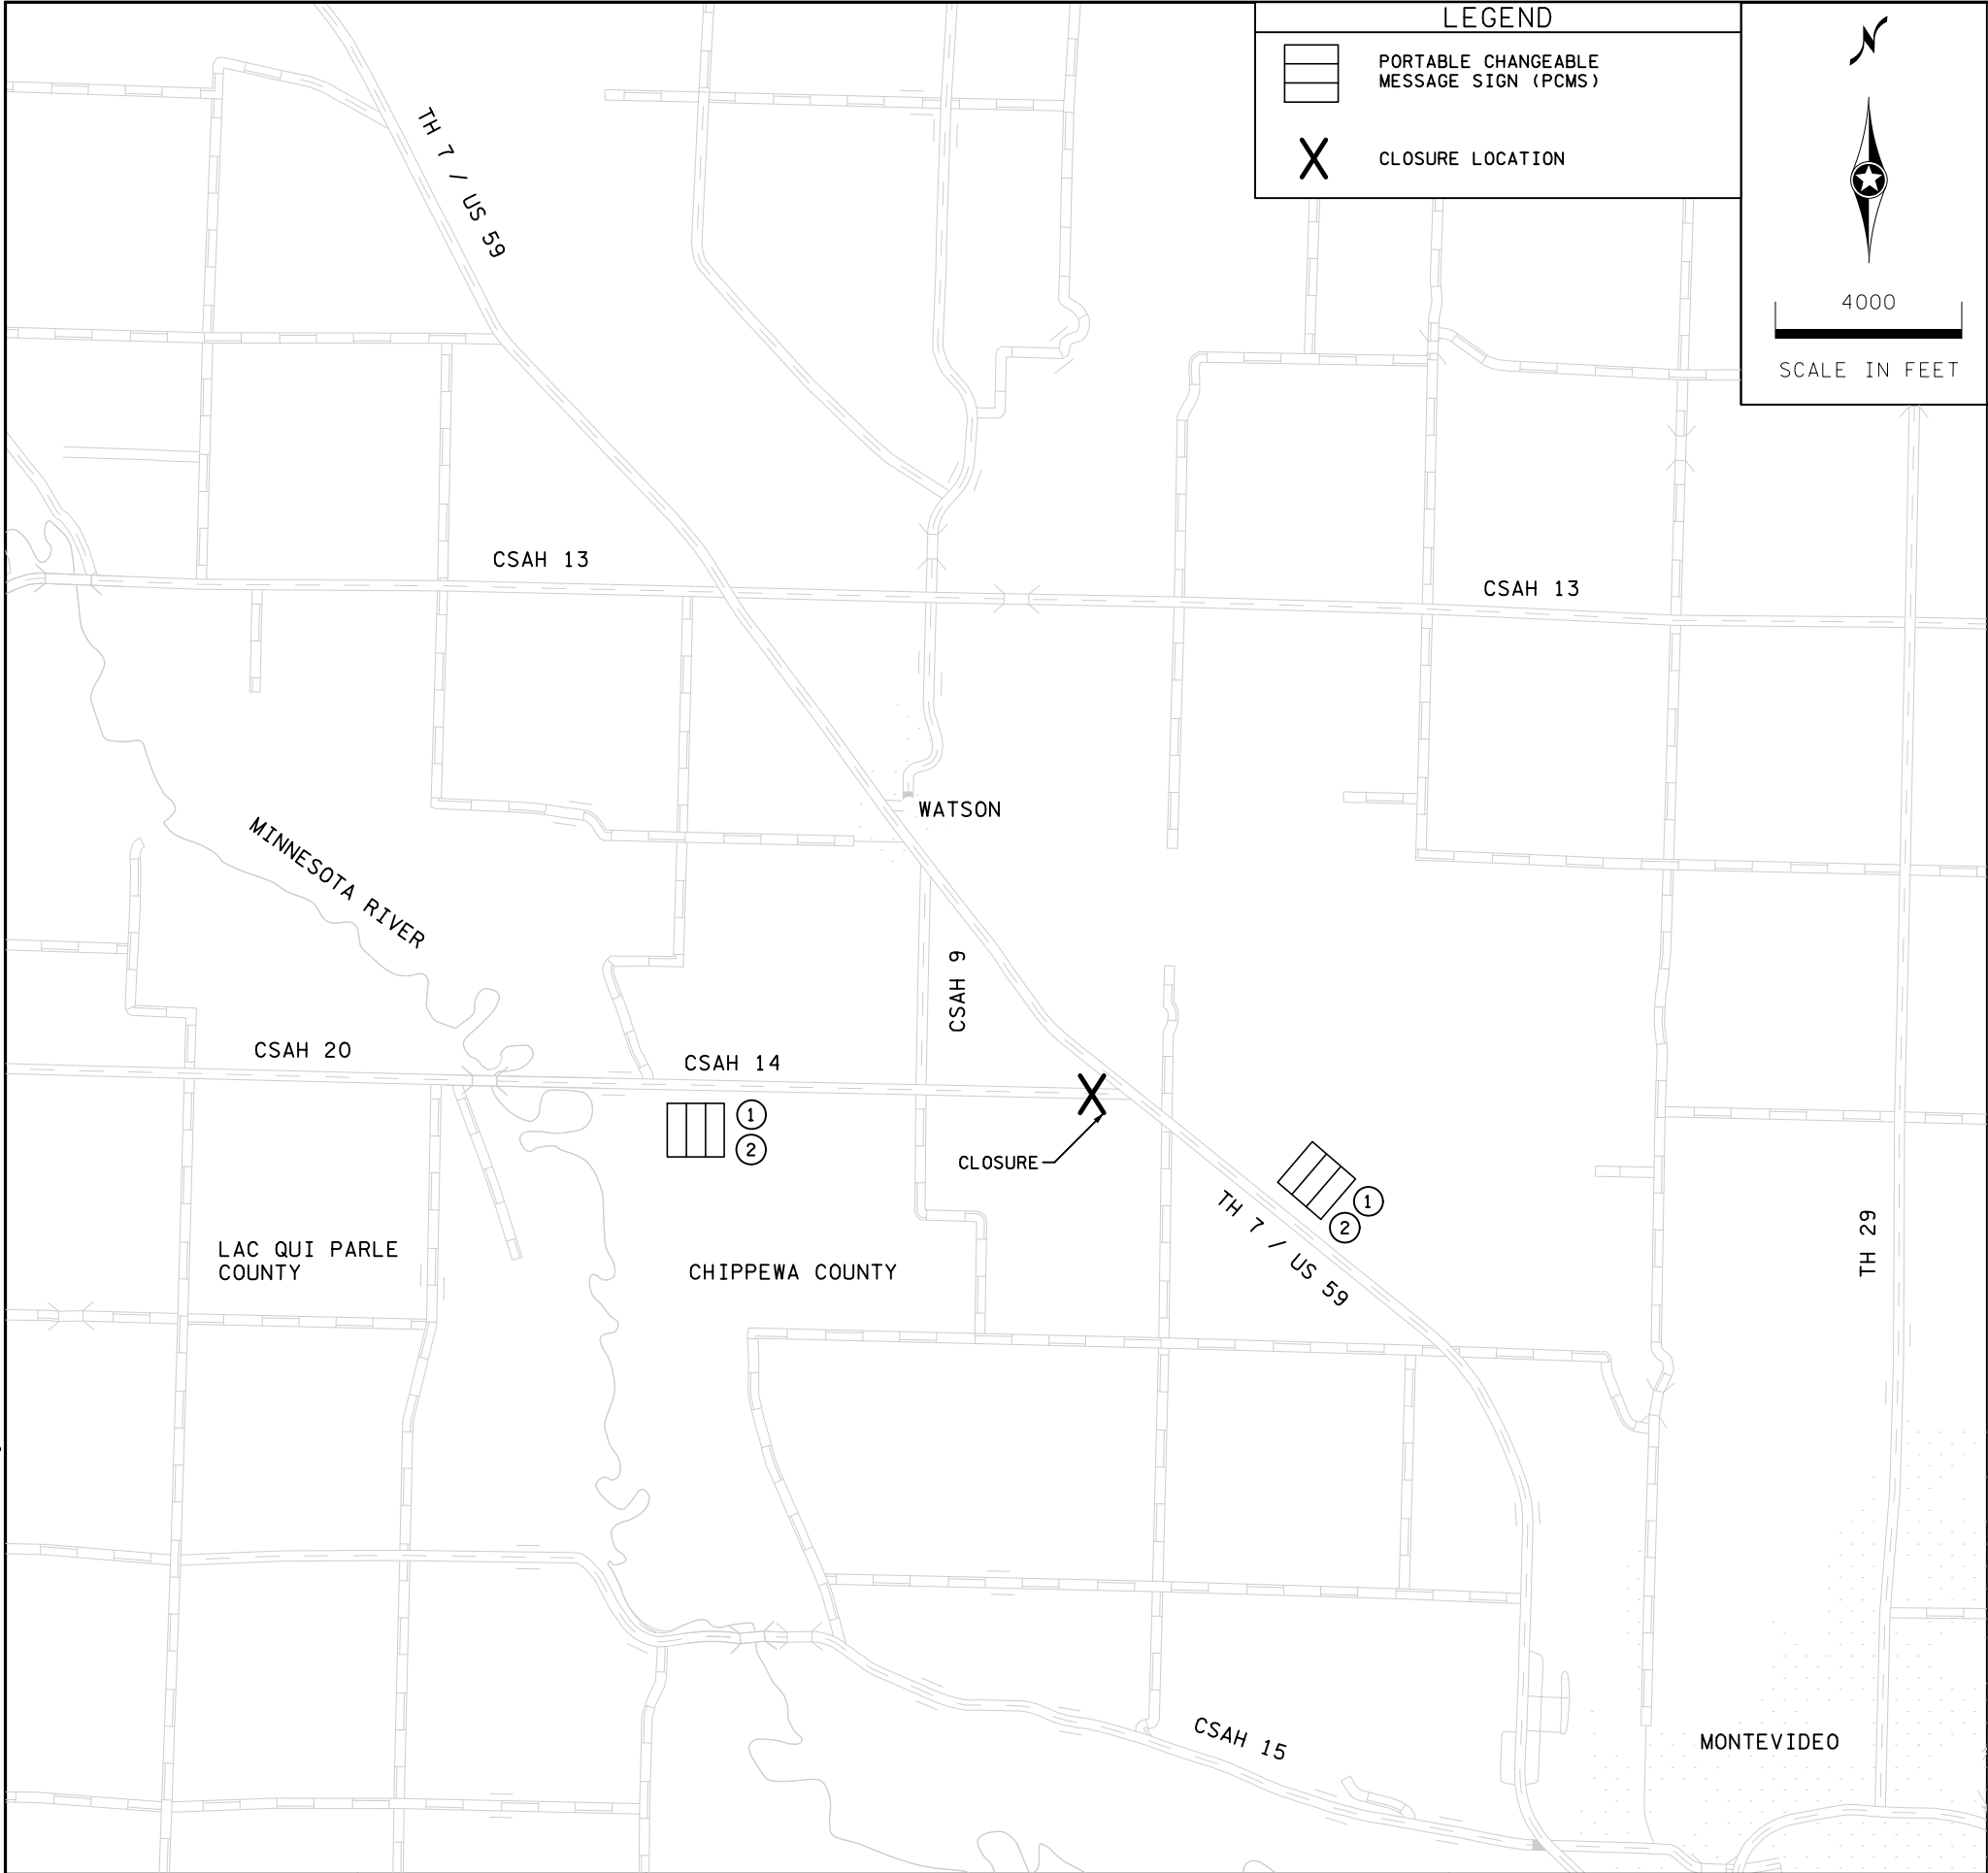 LEGEND
PORTABLE CHANGEABLE
MESSAGE SIGN (PCMS)
CLOSURE LOCATION
N
4000
SCALE IN FEET
TH 7 / US 59
CSAH 13
CSAH 13
WATSON
MINNESOTA RIVER
CSAH 9
CSAH 20
CSAH 14
1
2
CLOSURE
1
2
TH 7 / US 59
TH 29
LAC QUI PARLE
COUNTY
CHIPPEWA COUNTY
CSAH 15
MONTEVIDEO